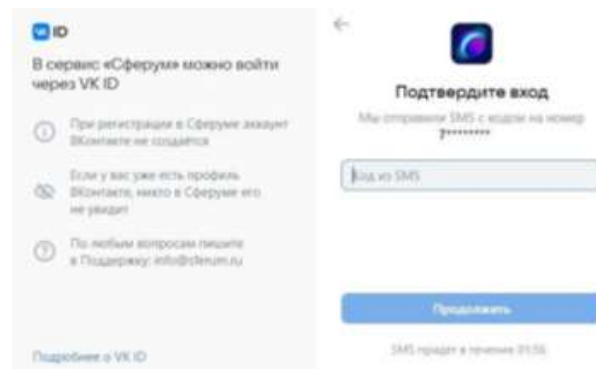 VK ID
В сервис «Сферум» можно войти
через VK ID
При регистрации в Сферуме аккаунт
ВКонтакте не создаётся
Если у вас уже есть профиль
ВКонтакте, никто в Сферуме его
не увидит
По любым вопросам пишите
в Поддержку: info@sferum.ru
Подробнее о VK ID
Подтвердите вход
Мы отправили SMS с кодом на номер
7********
Код из SMS
Продолжить
SMS придёт в течение 01:56